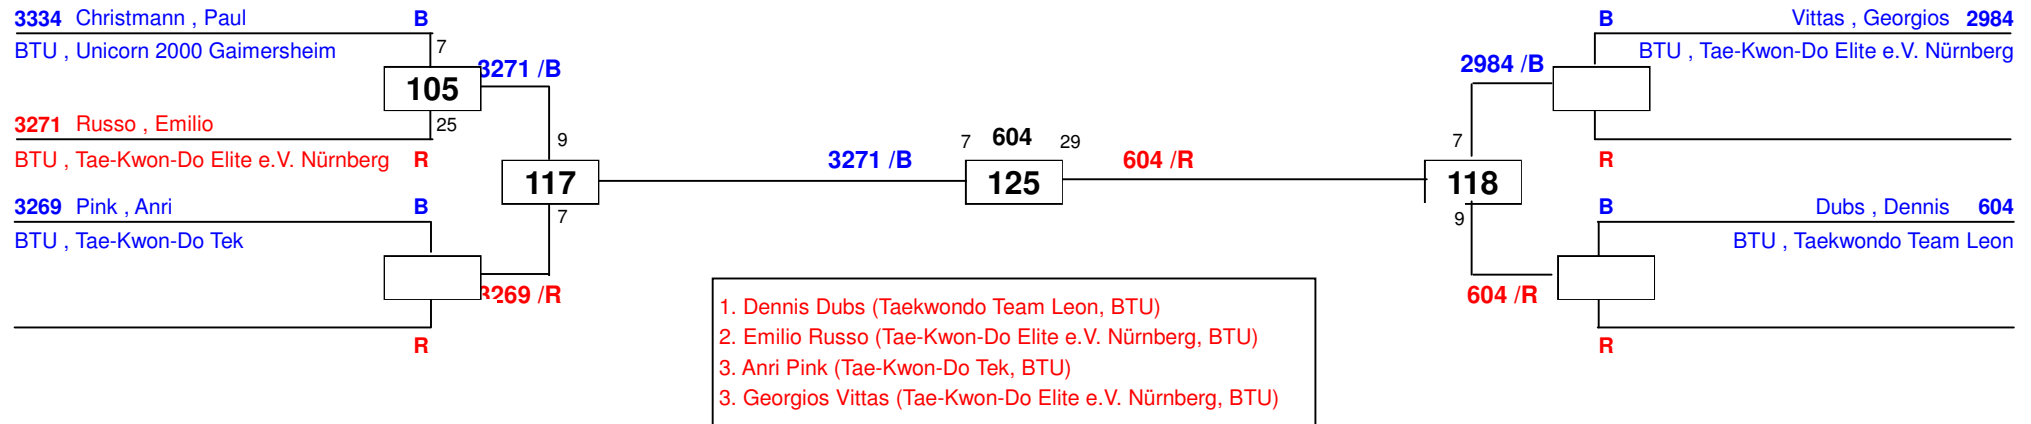 3334 Christmann , Paul B
BTU , Unicorn 2000 Gaimersheim
7
3271 /B
105
25
3271 Russo , Emilio
BTU , Tae-Kwon-Do Elite e.V. Nürnberg R
9
117
7
3269 Pink , Anri B
BTU , Tae-Kwon-Do Tek
3269 /R
R
3271 /B
7 604 29
125
604 /R
B Vittas , Georgios 2984
BTU , Tae-Kwon-Do Elite e.V. Nürnberg
2984 /B
R
7
118
9
B Dubs , Dennis 604
BTU , Taekwondo Team Leon
604 /R
R
1. Dennis Dubs (Taekwondo Team Leon, BTU)
2. Emilio Russo (Tae-Kwon-Do Elite e.V. Nürnberg, BTU)
3. Anri Pink (Tae-Kwon-Do Tek, BTU)
3. Georgios Vittas (Tae-Kwon-Do Elite e.V. Nürnberg, BTU)